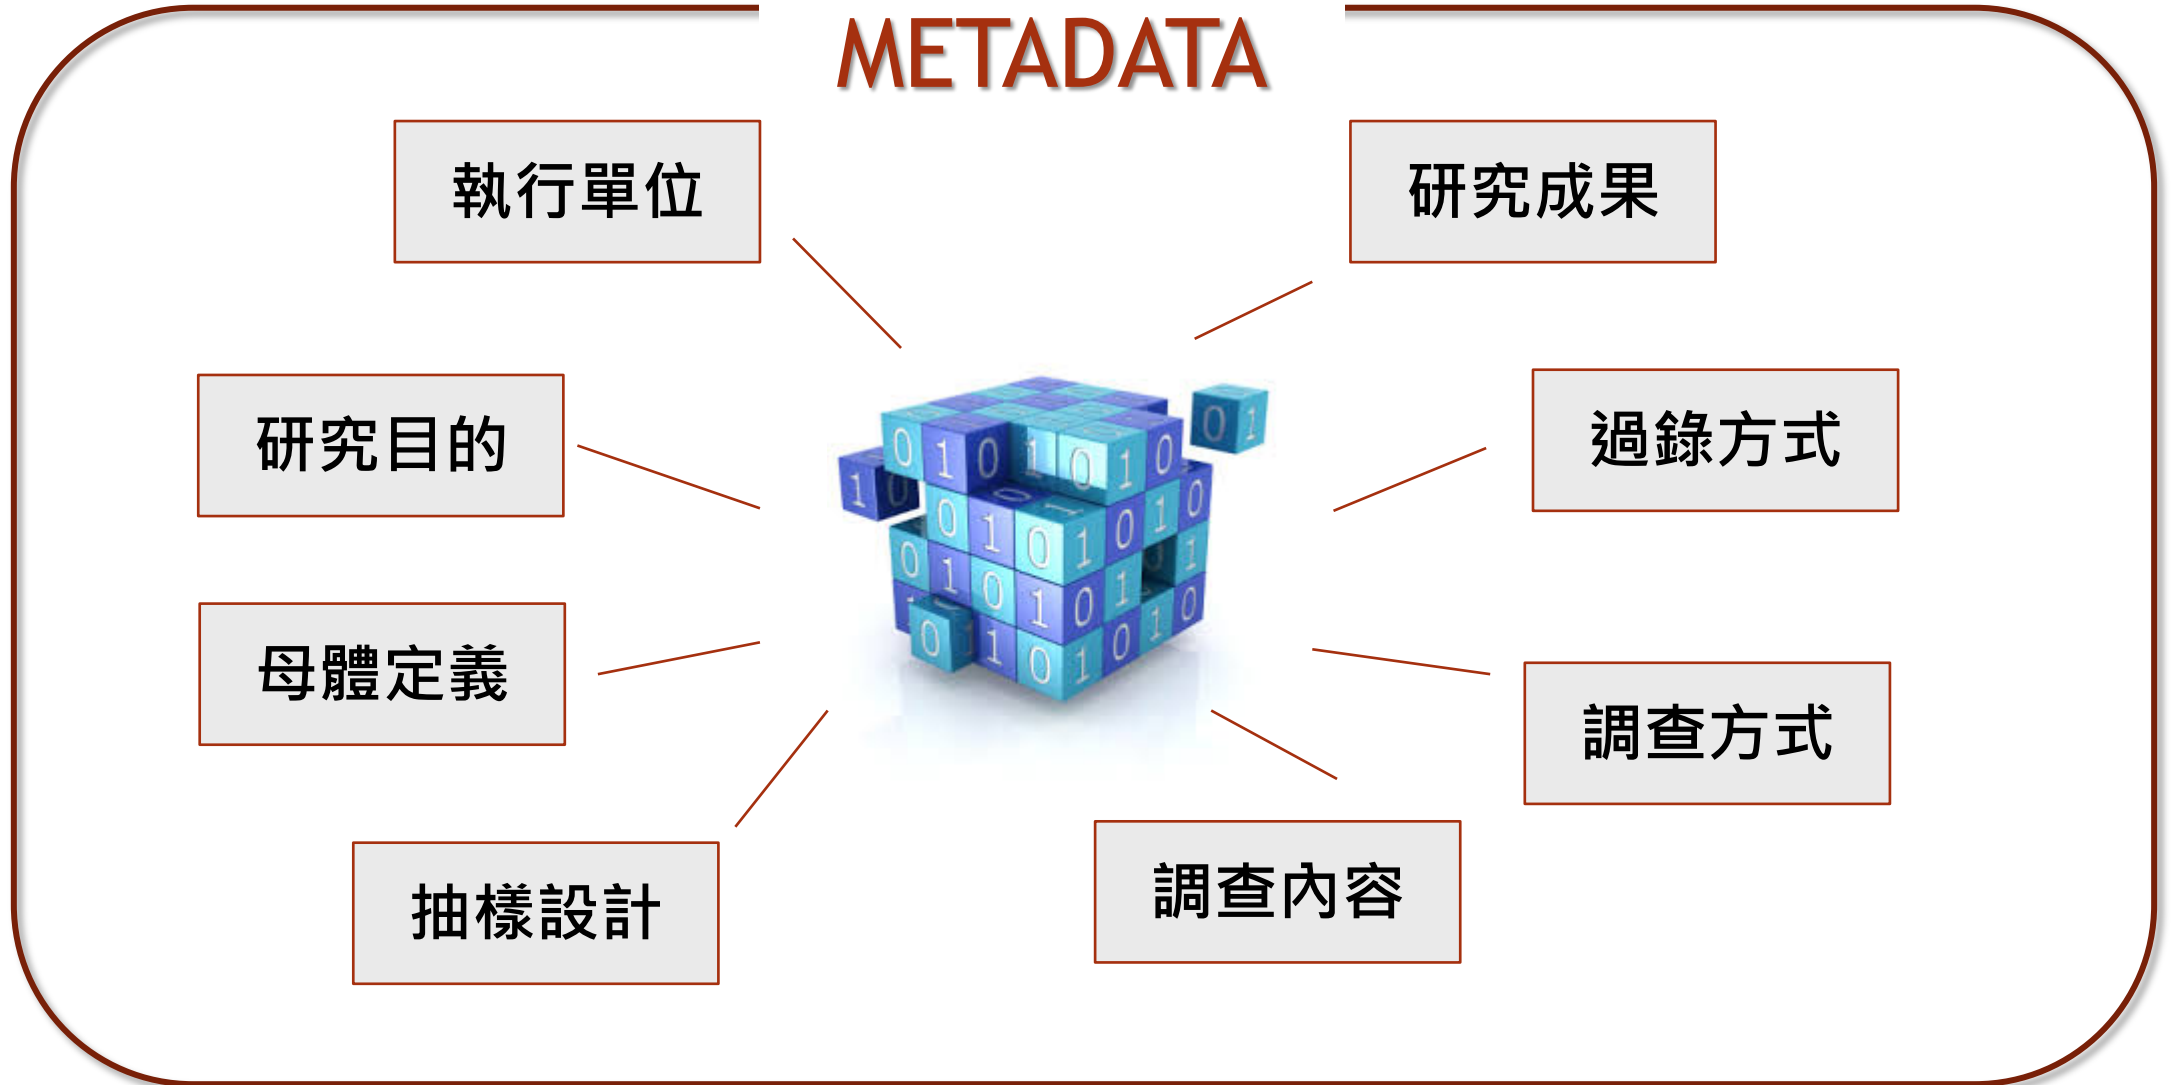 METADATA
執行單位
研究成果
研究目的
過錄方式
母體定義
調查方式
抽樣設計
調查內容